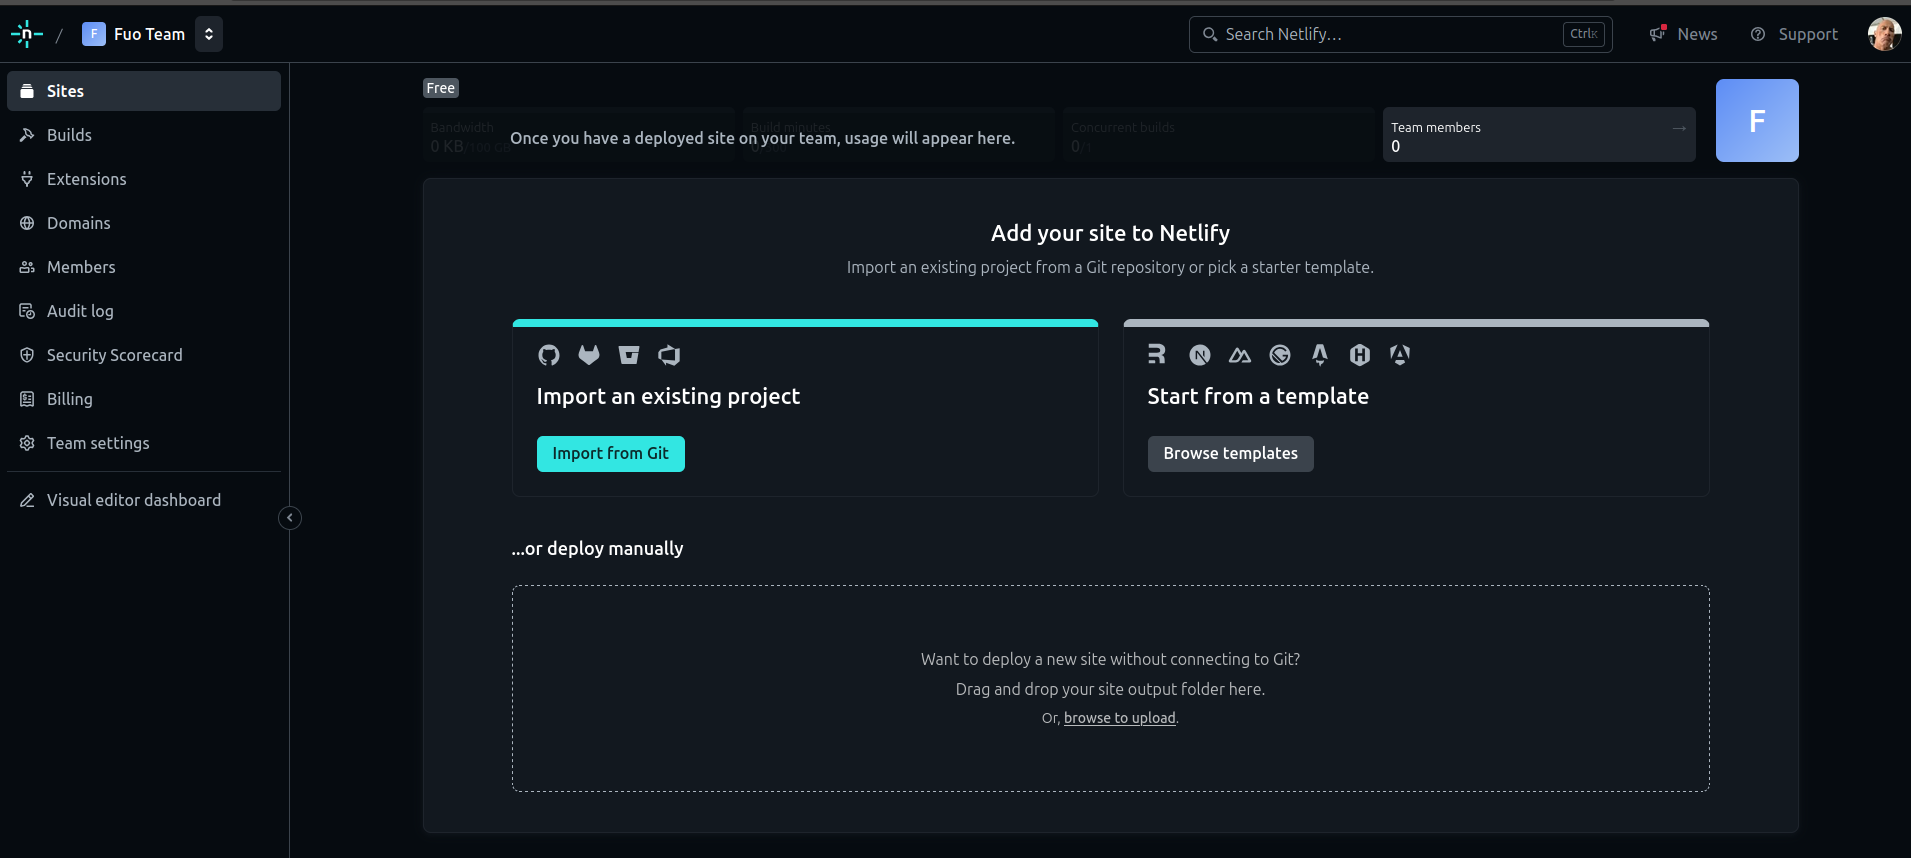 n / F Fuo Team
Search Netlify...
Ctrl K
News
Support
Sites
Builds
Extensions
Domains
Members
Audit log
Security Scorecard
Billing
Team settings
Visual editor dashboard
Free
Bandwidth
0 KB/100 GB
Build minutes
Once you have a deployed site on your team, usage will appear here.
Concurrent builds
0/1
Team members →
0
F
Add your site to Netlify
Import an existing project from a Git repository or pick a starter template.
Import an existing project
Import from Git
Start from a template
Browse templates
...or deploy manually
Want to deploy a new site without connecting to Git?
Drag and drop your site output folder here.
Or, browse to upload.